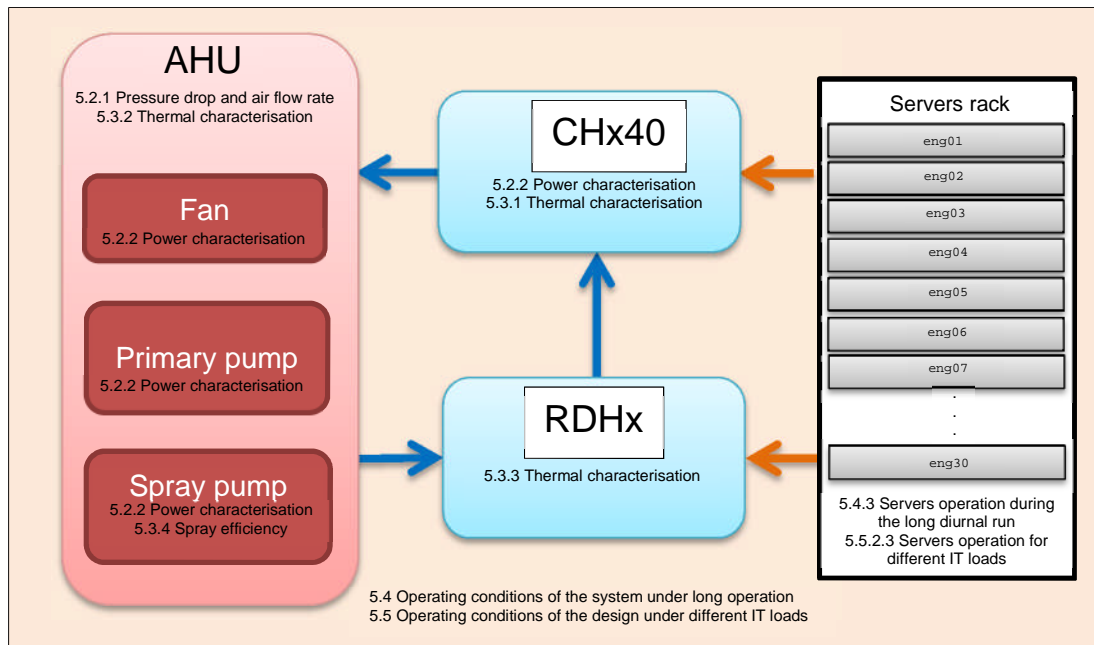 AHU
5.2.1 Pressure drop and air flow rate
5.3.2 Thermal characterisation
Fan
5.2.2 Power characterisation
Primary pump
5.2.2 Power characterisation
Spray pump
5.2.2 Power characterisation
5.3.4 Spray efficiency
CHx40
5.2.2 Power characterisation
5.3.1 Thermal characterisation
RDHx
5.3.3 Thermal characterisation
Servers rack
eng01
eng02
eng03
eng04
eng05
eng06
eng07
.
.
.
eng30
5.4.3 Servers operation during
the long diurnal run
5.5.2.3 Servers operation for
different IT loads
5.4 Operating conditions of the system under long operation
5.5 Operating conditions of the design under different IT loads